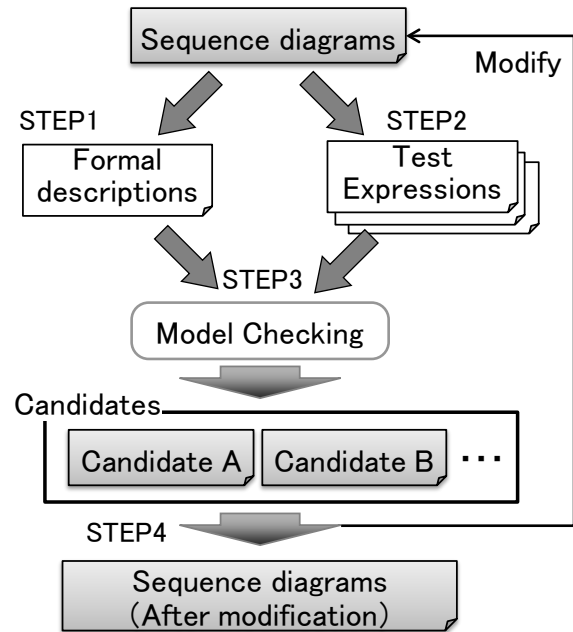 Sequence diagrams
Modify
STEP1
STEP2
Formal
descriptions
Test
Expressions
STEP3
Model Checking
Candidates
Candidate A
Candidate B
・・・
STEP4
Sequence diagrams
(After modification)